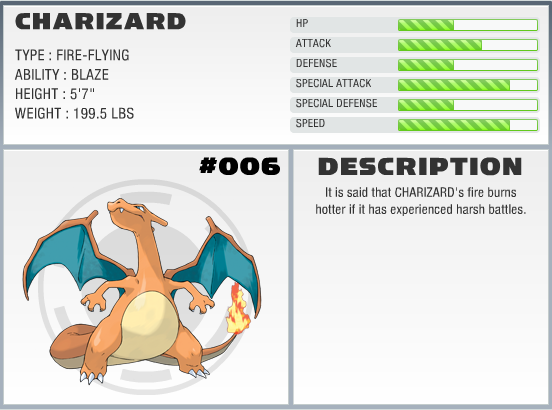 CHARIZARD
TYPE : FIRE-FLYING
ABILITY : BLAZE
HEIGHT : 5'7"
WEIGHT : 199.5 LBS
HP
ATTACK
DEFENSE
SPECIAL ATTACK
SPECIAL DEFENSE
SPEED
#006
DESCRIPTION
It is said that CHARIZARD's fire burns
hotter if it has experienced harsh battles.